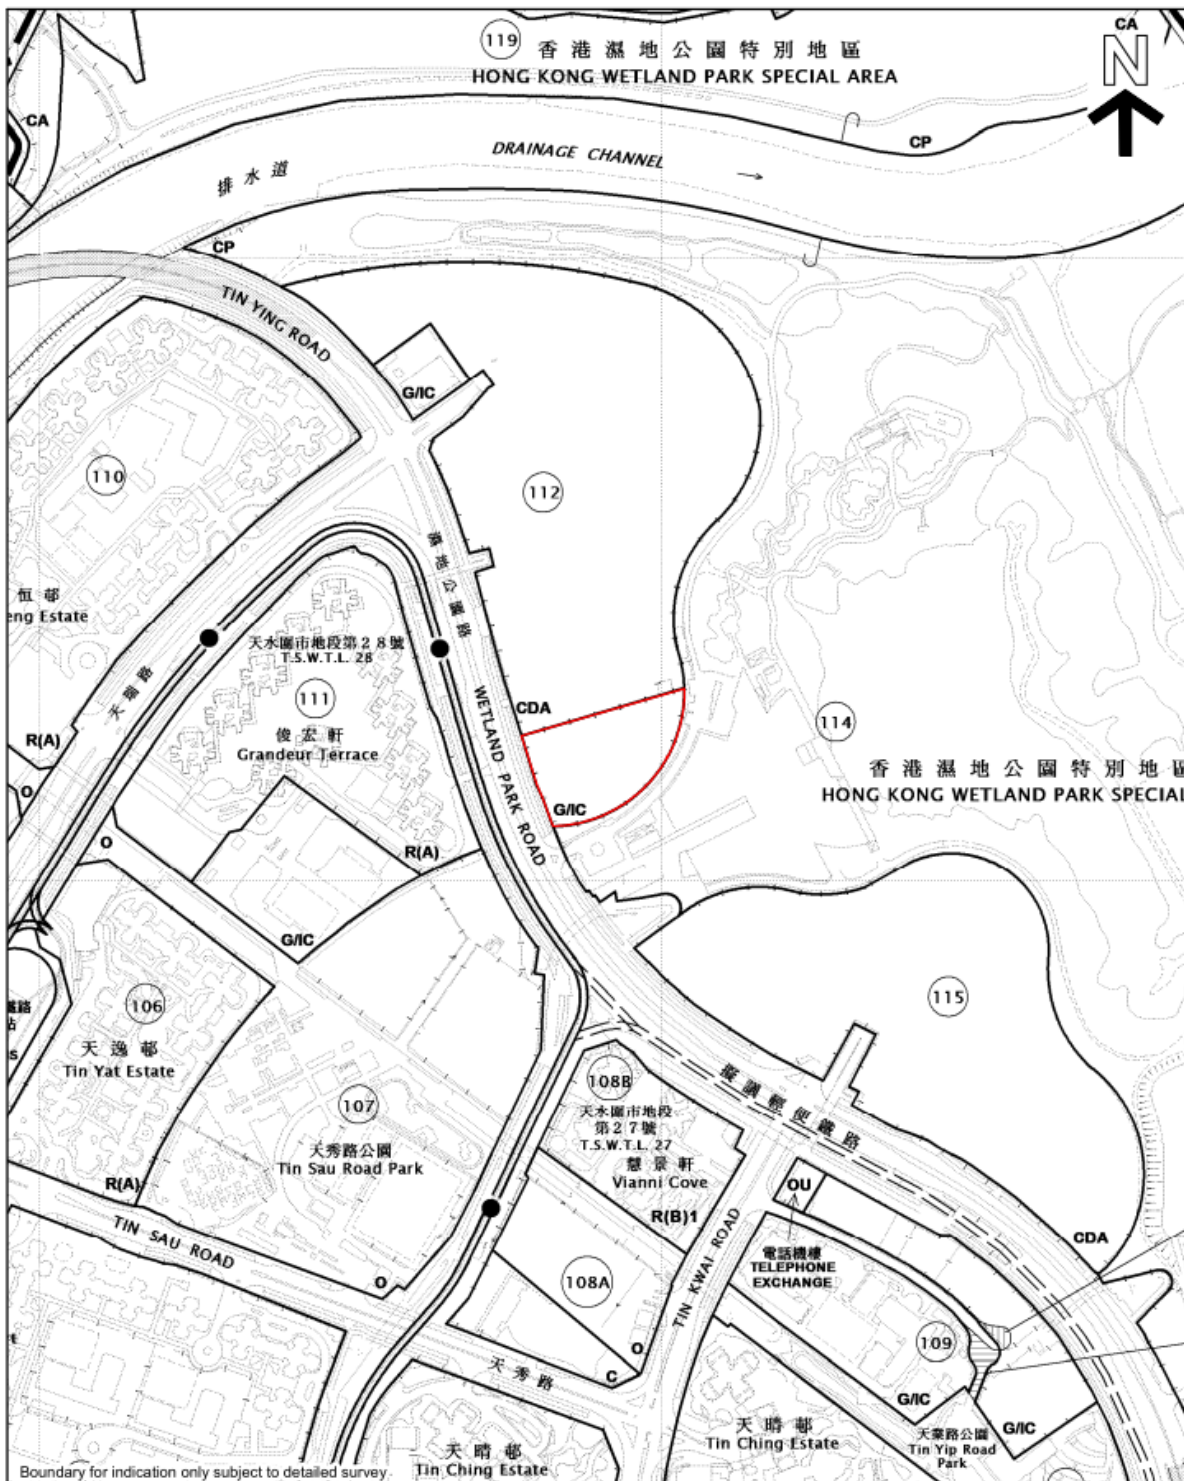 CA
N
119
香港濕地公園特別地區
HONG KONG WETLAND PARK SPECIAL AREA
CA
CP
排水道
DRAINAGE CHANNEL
CP
TIN YING ROAD
G/IC
110
112
濕地公園路
恒邨
eng Estate
天水圍市地段第28號
T.S.W.T.L. 28
天瑞路
111
俊宏軒
Grandeur Terrace
WETLAND PARK ROAD
CDA
114
R(A)
O
香港濕地公園特別地區
HONG KONG WETLAND PARK SPECIAL
G/IC
O
R(A)
G/IC
115
106
天逸邨
Tin Yat Estate
107
天秀路公園
Tin Sau Road Park
擬議輕便鐵路
108B
天水圍市地段
第27號
T.S.W.T.L. 27
慧景軒
Vianni Cove
R(A)
R(B)1
OU
TIN SAU ROAD
TIN KWAI ROAD
電話機樓
TELEPHONE
EXCHANGE
CDA
O
108A
109
O
天秀路
C
G/IC
G/IC
天晴邨
Tin Ching Estate
天業路公園
Tin Yip Road
Park
天晴邨
Tin Ching Estate
Boundary for indication only subject to detailed survey.